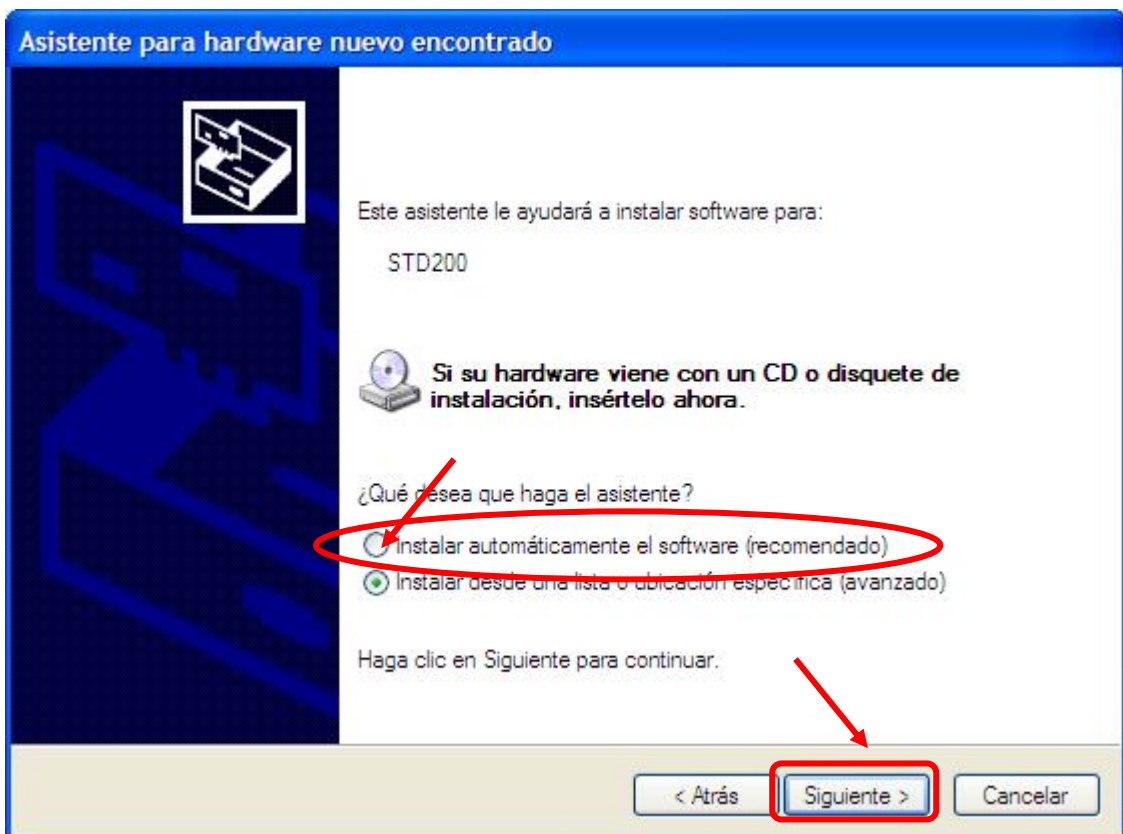 Asistente para hardware nuevo encontrado
Este asistente le ayudará a instalar software para:
STD200
Si su hardware viene con un CD o disquete de
instalación, insértelo ahora.
¿Qué desea que haga el asistente?
Instalar automáticamente el software (recomendado)
Instalar desde una lista o ubicación específica (avanzado)
Haga clic en Siguiente para continuar.
< Atrás
Siguiente >
Cancelar